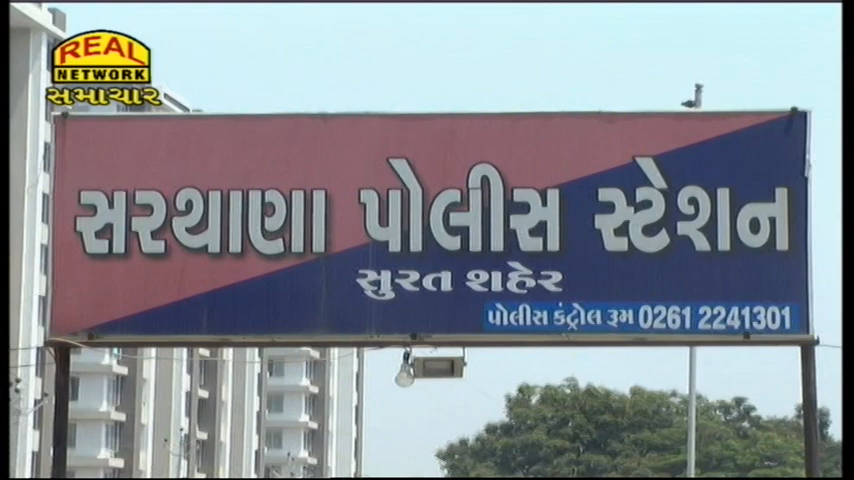 REAL
NETWORK
સમાચાર
સરથાણા પોલીસ સ્ટેશન
સુરત શહેર
પોલીસ કંટ્રોલ રૂમ 0261 2241301